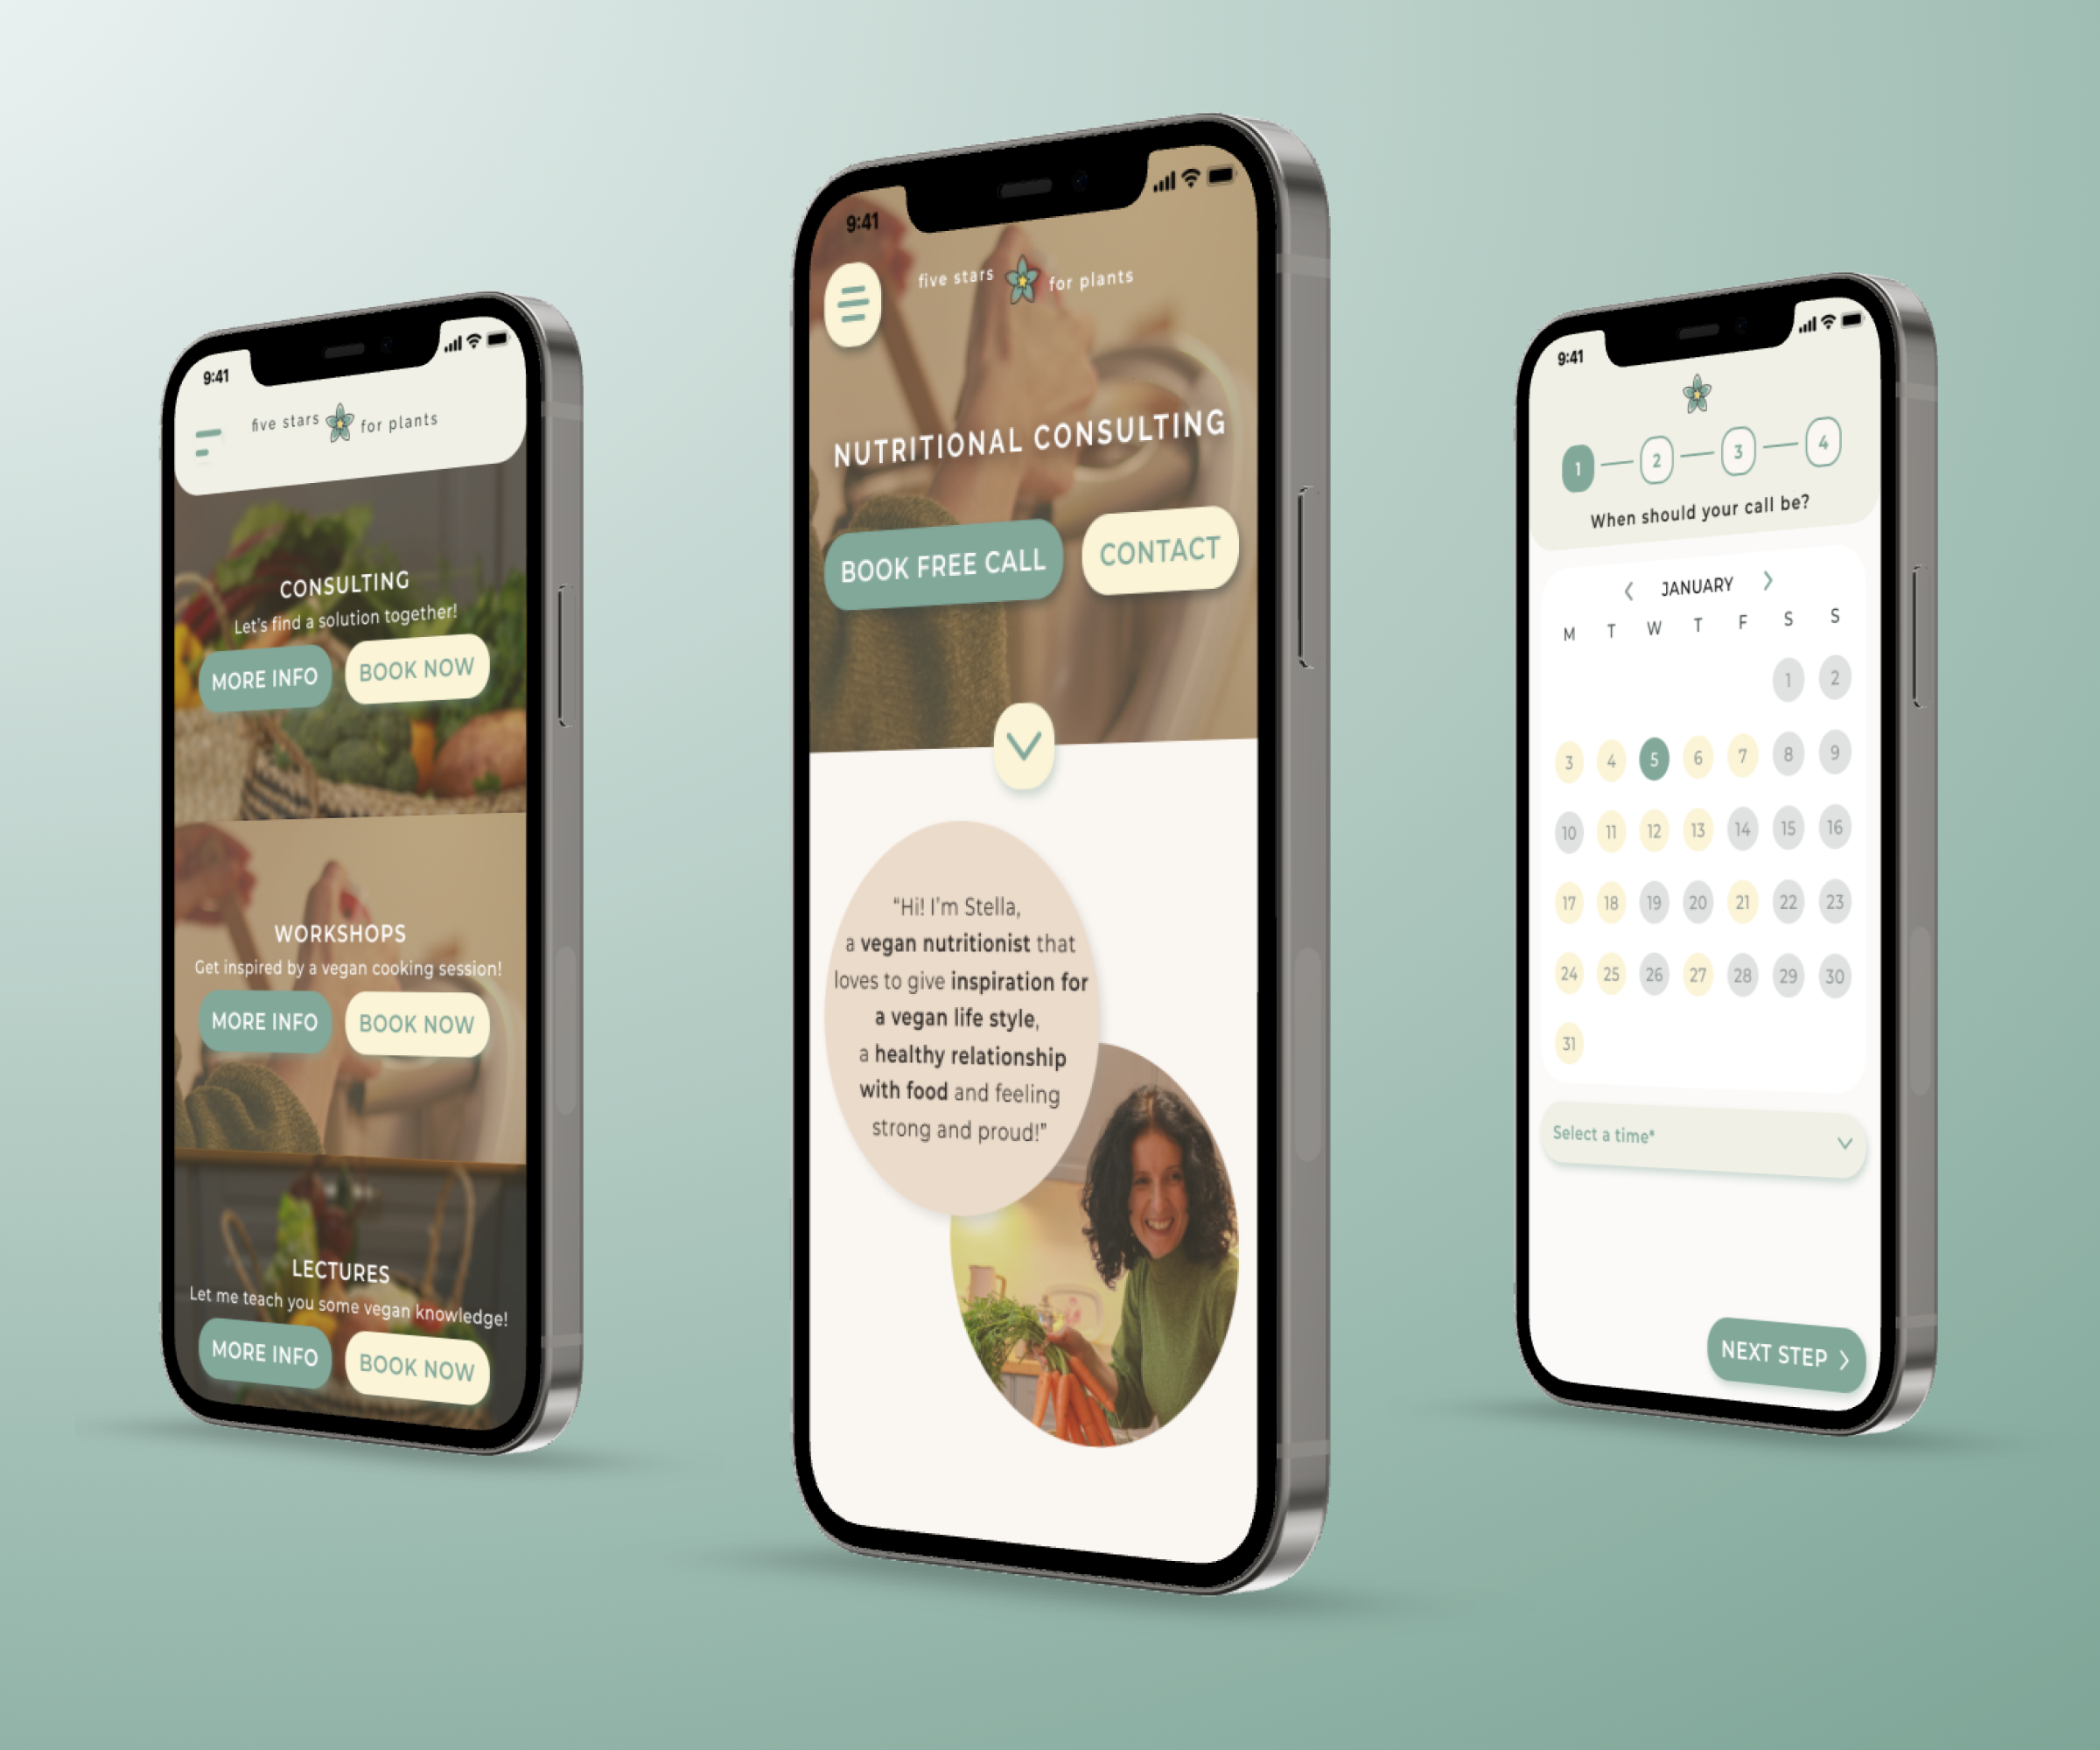 9:41
five stars for plants
CONSULTING
Let's find a solution together!
MORE INFO BOOK NOW
WORKSHOPS
Get inspired by a vegan cooking session!
MORE INFO BOOK NOW
LECTURES
Let me teach you some vegan knowledge!
MORE INFO BOOK NOW
9:41
five stars for plants
NUTRITIONAL CONSULTING
BOOK FREE CALL CONTACT
“Hi! I’m Stella,
a vegan nutritionist that
loves to give inspiration for
a vegan life style,
a healthy relationship
with food and feeling
strong and proud!”
9:41
1 2 3 4
When should your call be?
JANUARY
M T W T F S S
1 2
3 4 5 6 7 8 9
10 11 12 13 14 15 16
17 18 19 20 21 22 23
24 25 26 27 28 29 30
31
Select a time*
NEXT STEP